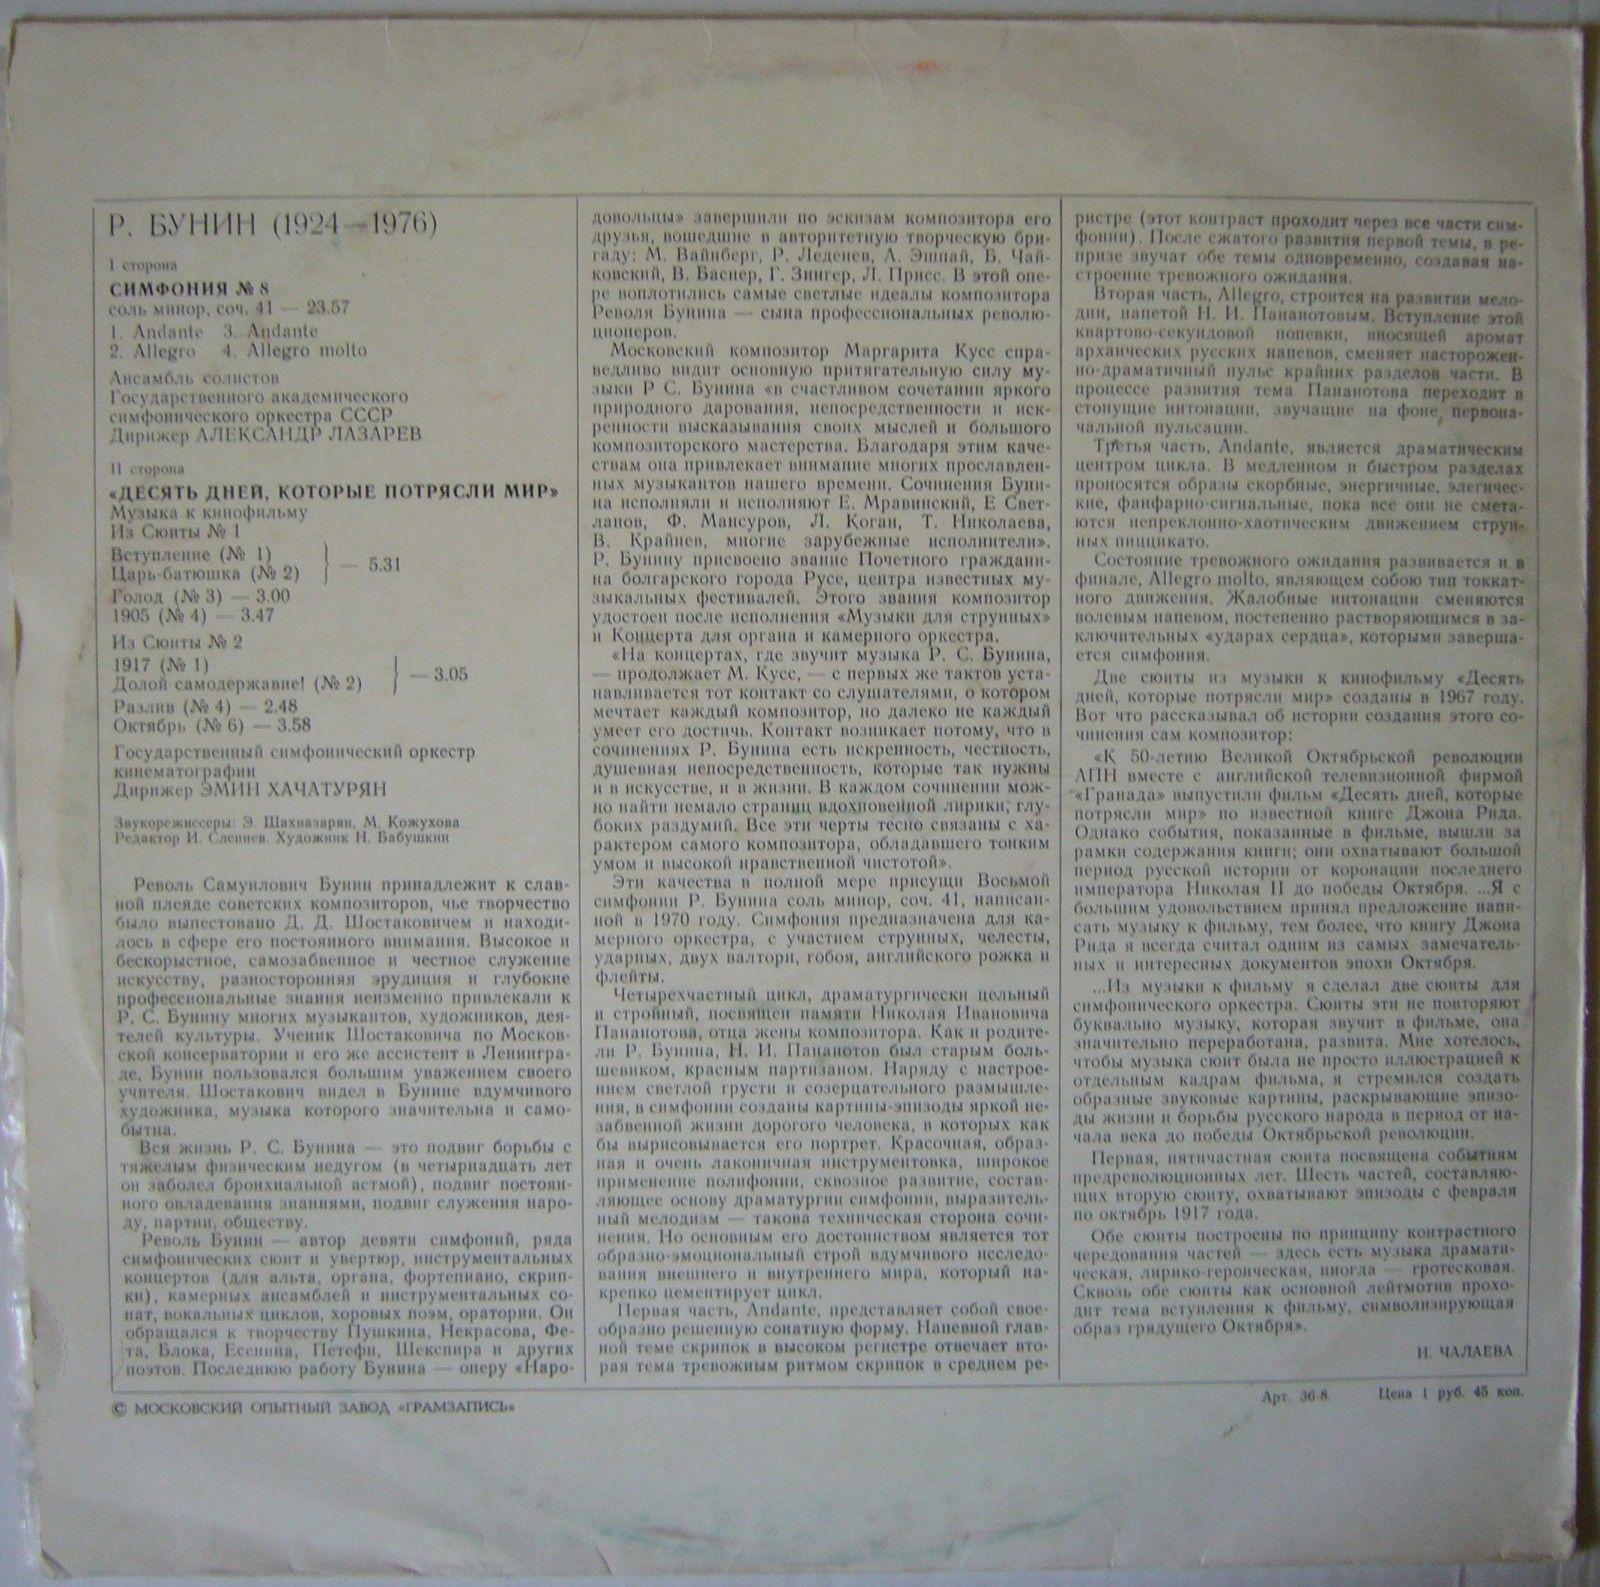 Р. БУНИН (1924—1976)
I сторона
СИМФОНИЯ № 8
соль минор, соч. 41 — 23.57
1. Andante 3. Andante
2. Allegro 4. Allegro molto
Ансамбль солистов
Государственного академического
симфонического оркестра СССР
Дирижер АЛЕКСАНДР ЛАЗАРЕВ
II сторона
«ДЕСЯТЬ ДНЕЙ, КОТОРЫЕ ПОТРЯСЛИ МИР»
Музыка к кинофильму
Из Сюиты № 1
Вступление (№ 1)
Царь-батюшка (№ 2) — 5.31
Голод (№ 3) — 3.00
1905 (№ 4) — 3.47
Из Сюиты № 2
1917 (№ 1)
Долой самодержавие! (№ 2) — 3.05
Разлив (№ 4) — 2.48
Октябрь (№ 6) — 3.58
Государственный симфонический оркестр
кинематографии
Дирижер ЭМИН ХАЧАТУРЯН
Звукорежиссеры: Э. Шахназарян, М. Кожухова
Редактор И. Слепнев. Художник Н. Бабушкин
Револь Самуилович Бунин принадлежит к слав-
ной плеяде советских композиторов, чье творчество
было выпестовано Д. Д. Шостаковичем и находи-
лось в сфере его постоянного внимания. Высокое и
бескорыстное, самозабвенное и честное служение
искусству, разносторонняя эрудиция и глубокие
профессиональные знания неизменно привлекали к
Р. С. Бунину многих музыкантов, художников, дея-
телей культуры. Ученик Шостаковича по Москов-
ской консерватории и его же ассистент в Ленингра-
де, Бунин пользовался большим уважением своего
учителя. Шостакович видел в Бунине вдумчивого
художника, музыка которого значительна и само-
бытна.
Вся жизнь Р. С. Бунина — это подвиг борьбы с
тяжелым физическим недугом (в четырнадцать лет
он заболел бронхиальной астмой), подвиг постоян-
ного овладевания знаниями, подвиг служения наро-
ду, партии, обществу.
Револь Бунин — автор девяти симфоний, ряда
симфонических сюит и увертюр, инструментальных
концертов (для альта, органа, фортепиано, скрип-
ки), камерных ансамблей и инструментальных со-
нат, вокальных циклов, хоровых поэм, оратории. Он
обращался к творчеству Пушкина, Некрасова, Фе-
та, Блока, Есенина, Петефи, Шекспира и других
поэтов. Последнюю работу Бунина — оперу «Наро-
довольцы» завершили по эскизам композитора его
друзья, вошедшие в авторитетную творческую бри-
гаду: М. Вайнберг, Р. Леденев, А. Эшпай, Б. Чай-
ковский, В. Баснер, Г. Зингер, Л. Присс. В этой опе-
ре воплотились самые светлые идеалы композитора
Револя Бунина — сына профессиональных револю-
ционеров.
Московский композитор Маргарита Кусс спра-
ведливо видит основную притягательную силу му-
зыки Р С. Бунина «в счастливом сочетании яркого
природного дарования, непосредственности и иск-
ренности высказывания своих мыслей и большого
композиторского мастерства. Благодаря этим каче-
ствам она привлекает внимание многих прославлен-
ных музыкантов нашего времени. Сочинения Буни-
на исполняли и исполняют Е. Мравинский, Е Свет-
ланов, Ф. Мансуров, Л. Коган, Т. Николаева,
В. Крайнев, многие зарубежные исполнители».
Р. Бунину присвоено звание Почетного граждани-
на болгарского города Русе, центра известных му-
зыкальных фестивалей. Этого звания композитор
удостоен после исполнения «Музыки для струнных»
и Концерта для органа и камерного оркестра.
«На концертах, где звучит музыка Р. С. Бунина,
— продолжает М. Кусс, — с первых же тактов уста-
навливается тот контакт со слушателями, о котором
мечтает каждый композитор, но далеко не каждый
умеет его достичь. Контакт возникает потому, что в
сочинениях Р. Бунина есть искренность, честность,
душевная непосредственность, которые так нужны
и в искусстве, и в жизни. В каждом сочинении мож-
но найти немало страниц вдохновенной лирики, глу-
боких раздумий. Все эти черты тесно связаны с ха-
рактером самого композитора, обладавшего тонким
умом и высокой нравственной чистотой».
Эти качества в полной мере присущи Восьмой
симфонии Р. Бунина соль минор, соч. 41, написан-
ной в 1970 году. Симфония предназначена для ка-
мерного оркестра, с участием струнных, челесты,
ударных, двух валторн, гобоя, английского рожка и
флейты.
Четырехчастный цикл, драматургически цельный
и стройный, посвящен памяти Николая Ивановича
Пананотова, отца жены композитора. Как и родите-
ли Р. Бунина, Н. И. Пананотов был старым боль-
шевиком, красным партизаном. Наряду с настрое-
нием светлой грусти и созерцательного размышле-
ния, в симфонии созданы картины-эпизоды яркой не-
забвенной жизни дорогого человека, в которых как
бы вырисовывается его портрет. Красочная, образ-
ная и очень лаконичная инструментовка, широкое
применение полифонии, сквозное развитие, состав-
ляющее основу драматургии симфонии, выразитель-
ный мелодизм — такова техническая сторона сочи-
нения. Но основным его достоинством является тот
образно-эмоциональный строй вдумчивого исследо-
вания внешнего и внутреннего мира, который на-
крепко цементирует цикл.
Первая часть, Andante, представляет собой свое-
образно решенную сонатную форму. Напевной глав-
ной теме скрипок в высоком регистре отвечает вто-
рая тема тревожным ритмом скрипок в среднем ре-
ристре (этот контраст проходит через все части сим-
фонии). После сжатого развития первой темы, в ре-
призе звучат обе темы одновременно, создавая на-
строение тревожного ожидания.
Вторая часть, Allegro, строится на развитии мело-
дии, напетой Н. И. Пананотовым. Вступление этой
квартово-секундовой попевки, вносящей аромат
архаических русских напевов, сменяет насторожен-
но-драматичный пульс крайних разделов части. В
процессе развития тема Пананотова переходит в
стонущие интонации, звучащие на фоне первона-
чальной пульсации.
Третья часть, Andante, является драматическим
центром цикла. В медленном и быстром разделах
проносятся образы скорбные, энергичные, элегичес-
кие, фанфарно-сигнальные, пока все они не смета-
ются непреклонно-хаотическим движением струн-
ных пиццикато.
Состояние тревожного ожидания развивается и в
финале, Allegro molto, являющем собою тип токкат-
ного движения. Жалобные интонации сменяются
волевым напевом, постепенно растворяющимся в за-
ключительных «ударах сердца», которыми заверша-
ется симфония.
Две сюиты из музыки к кинофильму «Десять
дней, которые потрясли мир» созданы в 1967 году.
Вот что рассказывал об истории создания этого со-
чинения сам композитор:
«К 50-летию Великой Октябрьской революции
АПН вместе с английской телевизионной фирмой
«Гранада» выпустили фильм «Десять дней, которые
потрясли мир» по известной книге Джона Рида.
Однако события, показанные в фильме, вышли за
рамки содержания книги; они охватывают большой
период русской истории от коронации последнего
императора Николая II до победы Октября. ...Я с
большим удовольствием принял предложение напи-
сать музыку к фильму, тем более, что книгу Джона
Рида я всегда считал одним из самых замечатель-
ных и интересных документов эпохи Октября.
...Из музыки к фильму я сделал две сюиты для
симфонического оркестра. Сюиты эти не повторяют
буквально музыку, которая звучит в фильме, она
значительно переработана, развита. Мне хотелось,
чтобы музыка сюит была не просто иллюстрацией к
отдельным кадрам фильма, я стремился создать
образные звуковые картины, раскрывающие эпизо-
ды жизни и борьбы русского народа в период от на-
чала века до победы Октябрьской революции.
Первая, пятичастная сюита посвящена событиям
предреволюционных лет. Шесть частей, составляю-
щих вторую сюиту, охватывают эпизоды с февраля
по октябрь 1917 года.
Обе сюиты построены по принципу контрастного
чередования частей — здесь есть музыка драмати-
ческая, лирико-героическая, иногда — гротесковая.
Сквозь обе сюиты как основной лейтмотив прохо-
дит тема вступления к фильму, символизирующая
образ грядущего Октября».
И. ЧАЛАЕВА
© МОСКОВСКИЙ ОПЫТНЫЙ ЗАВОД «ГРАМЗАПИСЬ»
Арт. 36-8. Цена 1 руб. 45 коп.